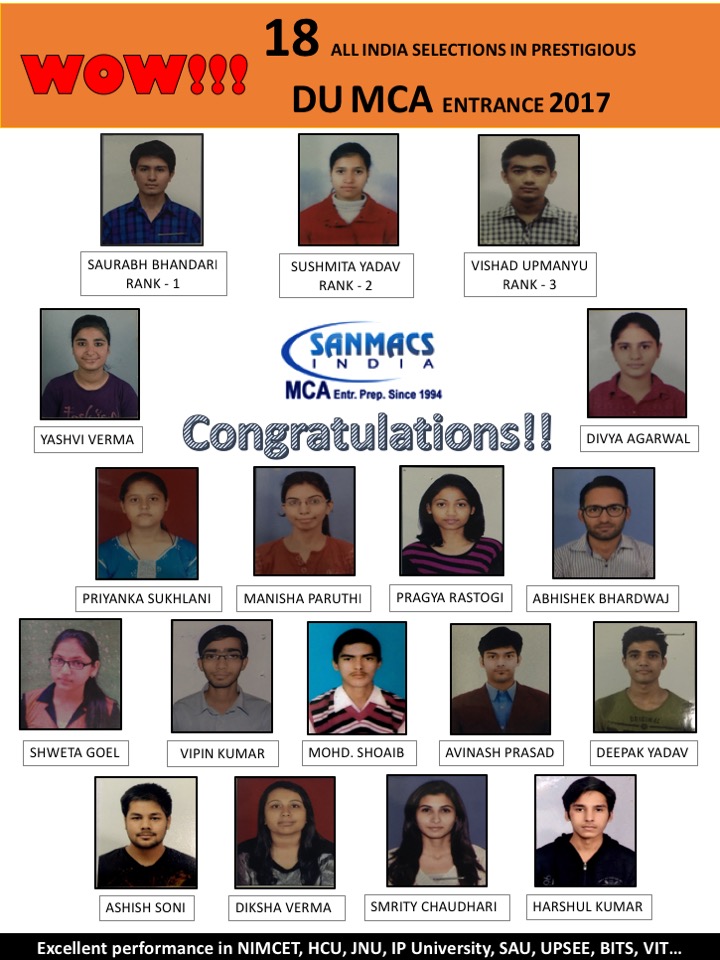 WOW!!!
18 ALL INDIA SELECTIONS IN PRESTIGIOUS
DU MCA ENTRANCE 2017
SAURABH BHANDARI
RANK - 1
SUSHMITA YADAV
RANK - 2
VISHAD UPMANYU
RANK - 3
SANMACS
INDIA
MCA Entr. Prep. Since 1994
Congratulations!!
YASHVI VERMA
DIVYA AGARWAL
PRIYANKA SUKHLANI
MANISHA PARUTHI
PRAGYA RASTOGI
ABHISHEK BHARDWAJ
SHWETA GOEL
VIPIN KUMAR
MOHD. SHOAIB
AVINASH PRASAD
DEEPAK YADAV
ASHISH SONI
DIKSHA VERMA
SMRITY CHAUDHARI
HARSHUL KUMAR
Excellent performance in NIMCET, HCU, JNU, IP University, SAU, UPSEE, BITS, VIT...